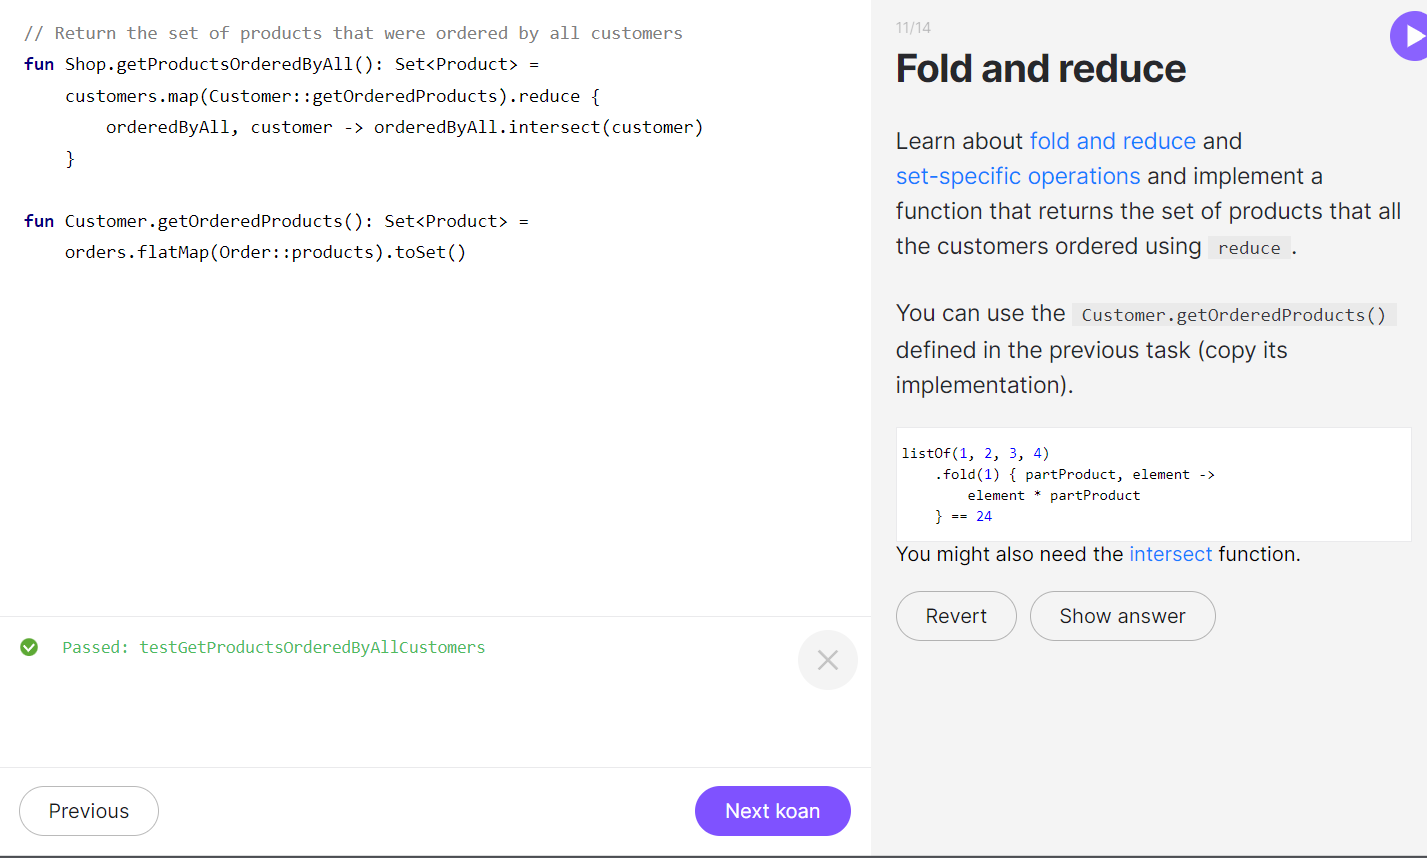 // Return the set of products that were ordered by all customers
fun Shop.getProductsOrderedByAll(): Set<Product> =
    customers.map(Customer::getOrderedProducts).reduce {
        orderedByAll, customer -> orderedByAll.intersect(customer)
    }
fun Customer.getOrderedProducts(): Set<Product> =
    orders.flatMap(Order::products).toSet()
Passed: testGetProductsOrderedByAllCustomers
Previous
Next koan
11/14
Fold and reduce
Learn about fold and reduce and
set-specific operations and implement a
function that returns the set of products that all
the customers ordered using reduce .
You can use the Customer.getOrderedProducts()
defined in the previous task (copy its
implementation).
listOf(1, 2, 3, 4)
    .fold(1) { partProduct, element ->
        element * partProduct
    } == 24
You might also need the intersect function.
Revert
Show answer